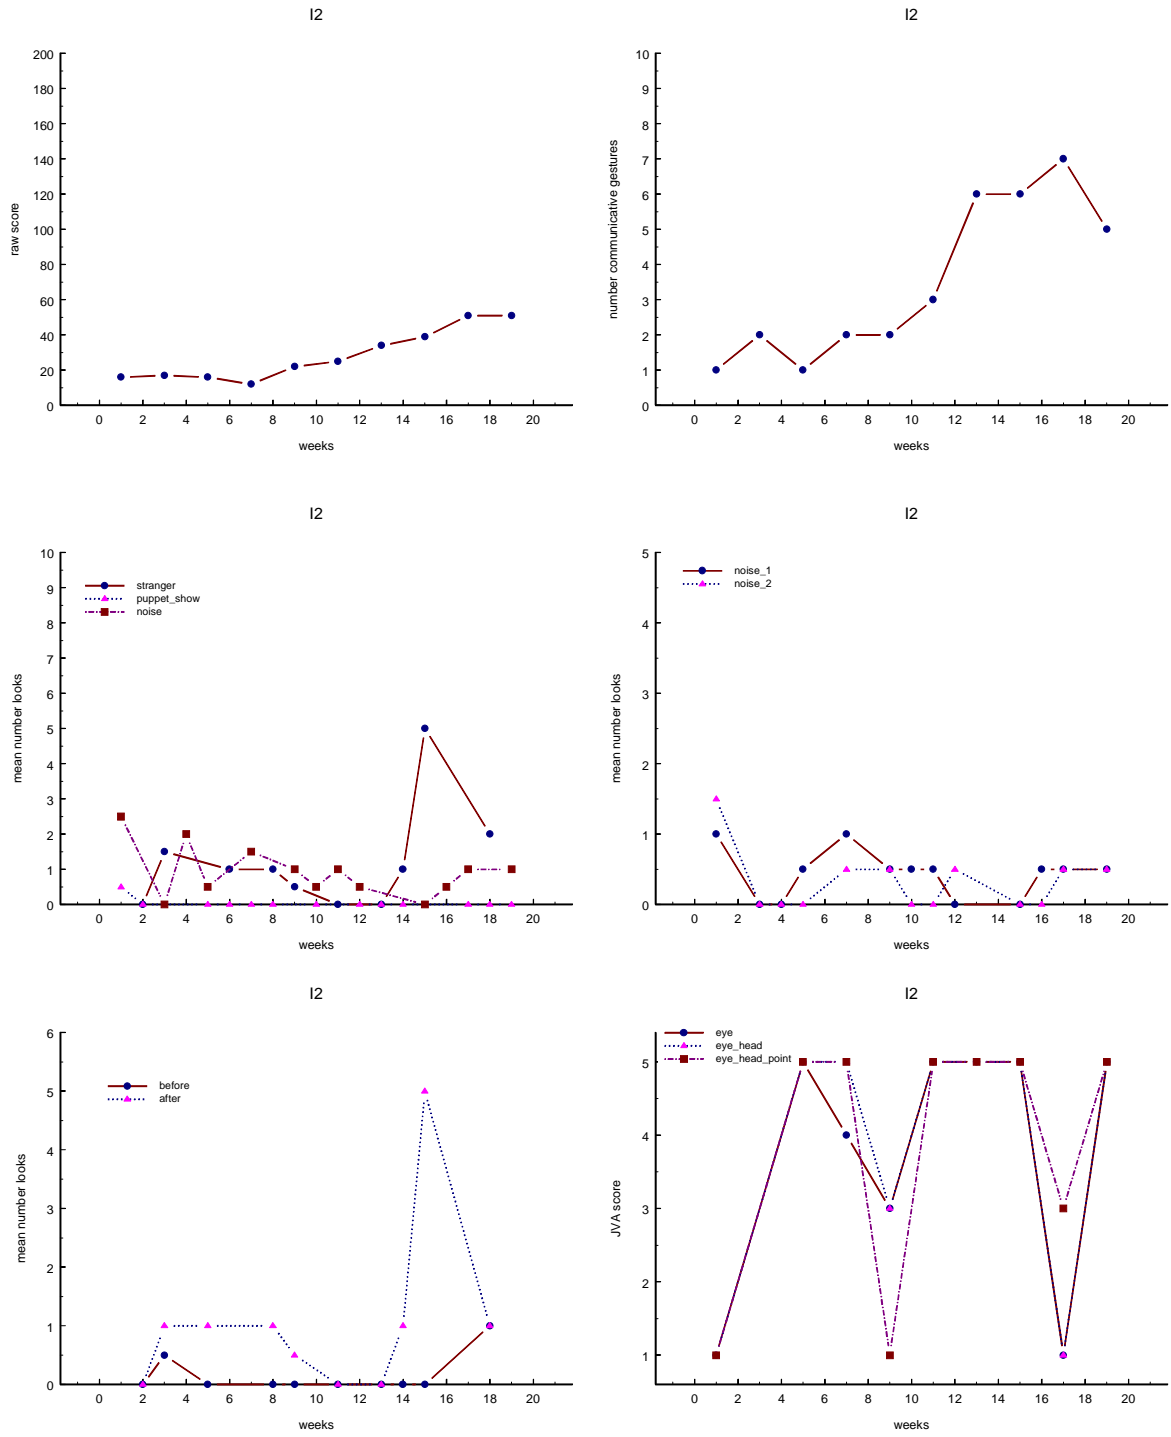 I2
200
180
160
140
120
100
80
60
40
20
0
raw score
0 2 4 6 8 10 12 14 16 18 20
weeks
I2
10
9
8
7
6
5
4
3
2
1
0
number communicative gestures
0 2 4 6 8 10 12 14 16 18 20
weeks
I2
10
9
8
7
6
5
4
3
2
1
0
mean number looks
stranger
puppet_show
noise
0 2 4 6 8 10 12 14 16 18 20
weeks
I2
5
4
3
2
1
0
mean number looks
noise_1
noise_2
0 2 4 6 8 10 12 14 16 18 20
weeks
I2
6
5
4
3
2
1
0
mean number looks
before
after
0 2 4 6 8 10 12 14 16 18 20
weeks
I2
eye
eye_head
eye_head_point
5
4
3
2
1
JVA score
0 2 4 6 8 10 12 14 16 18 20
weeks